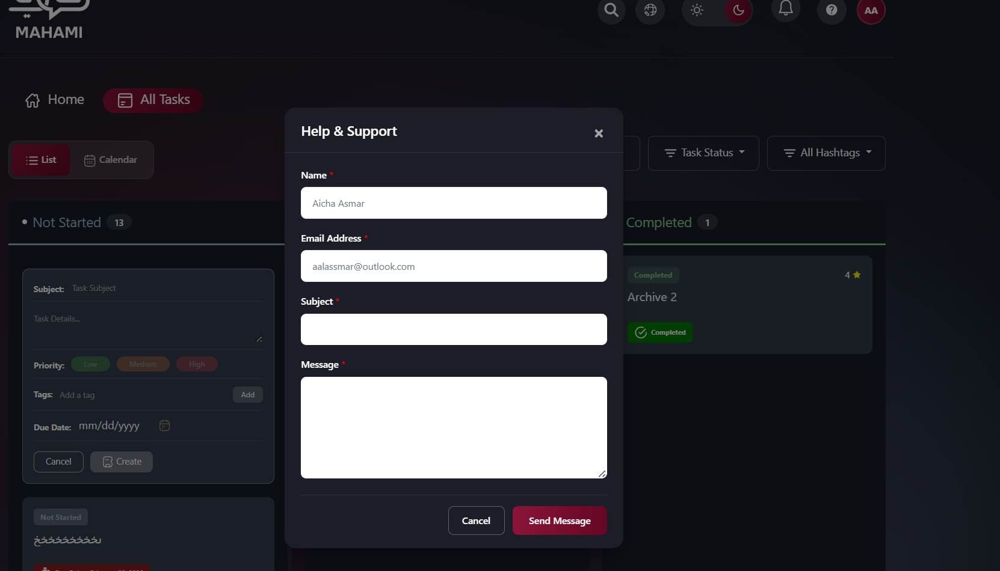 MAHAMI
AA
Home
All Tasks
List
Calendar
Task Status
All Hashtags
Help & Support
Name *
Aicha Asmar
Email Address *
aalassmar@outlook.com
Subject *
Message *
Cancel
Send Message
Not Started 13
Subject: Task Subject
Task Details...
Priority: Low Medium High
Tags: Add a tag Add
Due Date: mm/dd/yyyy
Cancel
Create
Not Started
Completed 1
Completed
4
Archive 2
Completed